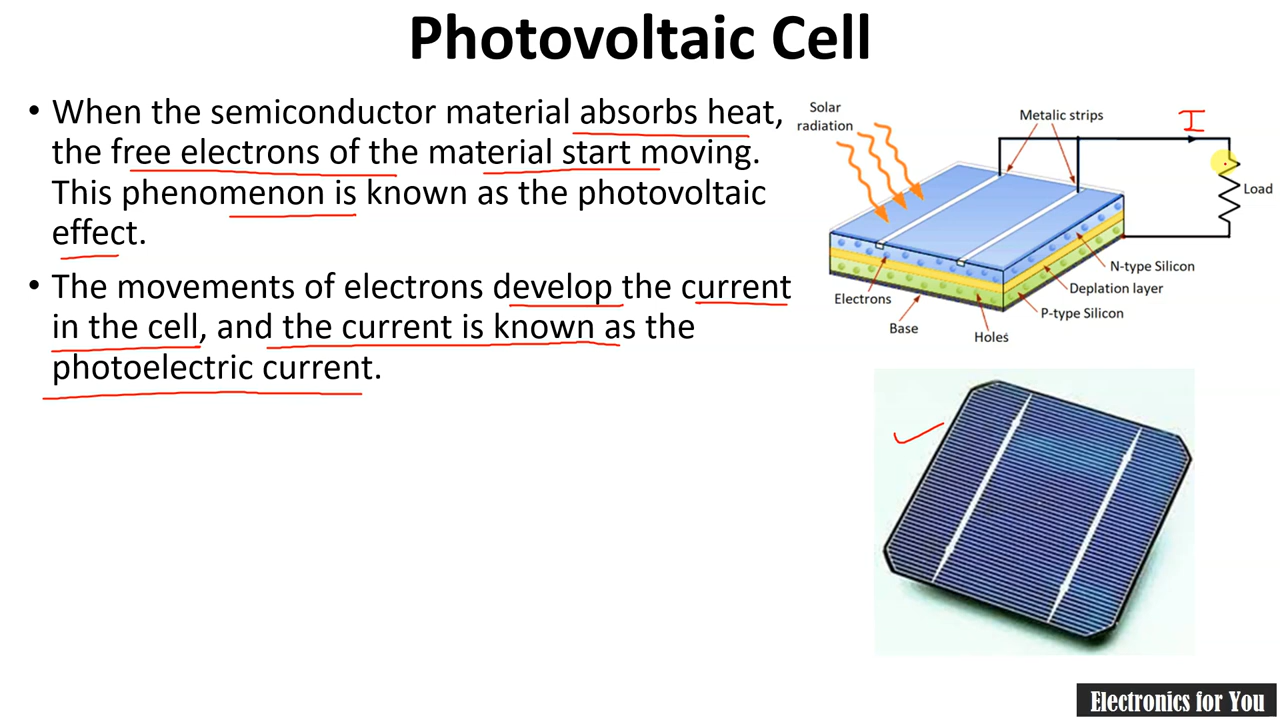 Photovoltaic Cell
• When the semiconductor material absorbs heat,
the free electrons of the material start moving.
This phenomenon is known as the photovoltaic
effect.
• The movements of electrons develop the current
in the cell, and the current is known as the
photoelectric current.
Solar
radiation
Metalic strips
I
Load
N-type Silicon
Deplation layer
P-type Silicon
Electrons
Base
Holes
Electronics for You